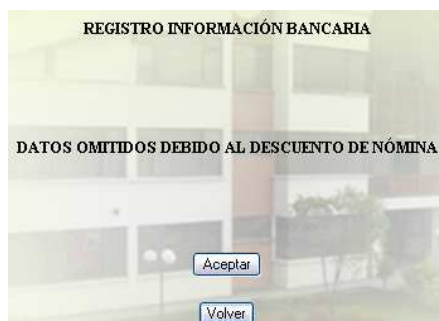 REGISTRO INFORMACIÓN BANCARIA
DATOS OMITIDOS DEBIDO AL DESCUENTO DE NÓMINA
Aceptar
Volver